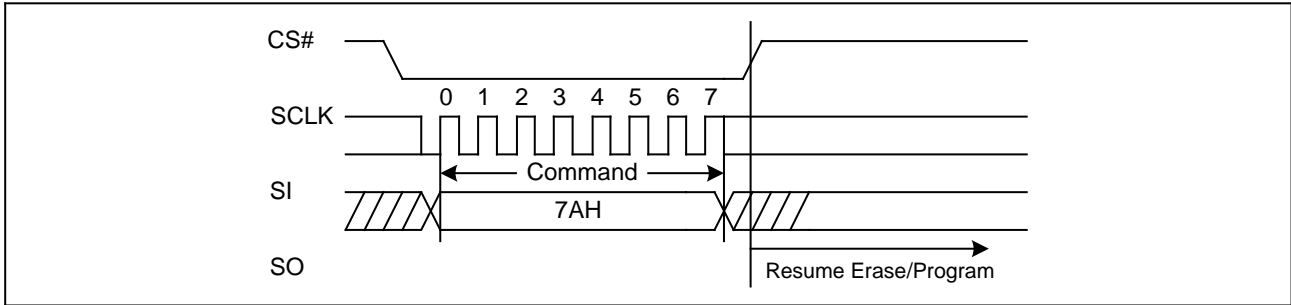 CS#
0 1 2 3 4 5 6 7
SCLK
Command
SI
7AH
SO
Resume Erase/Program